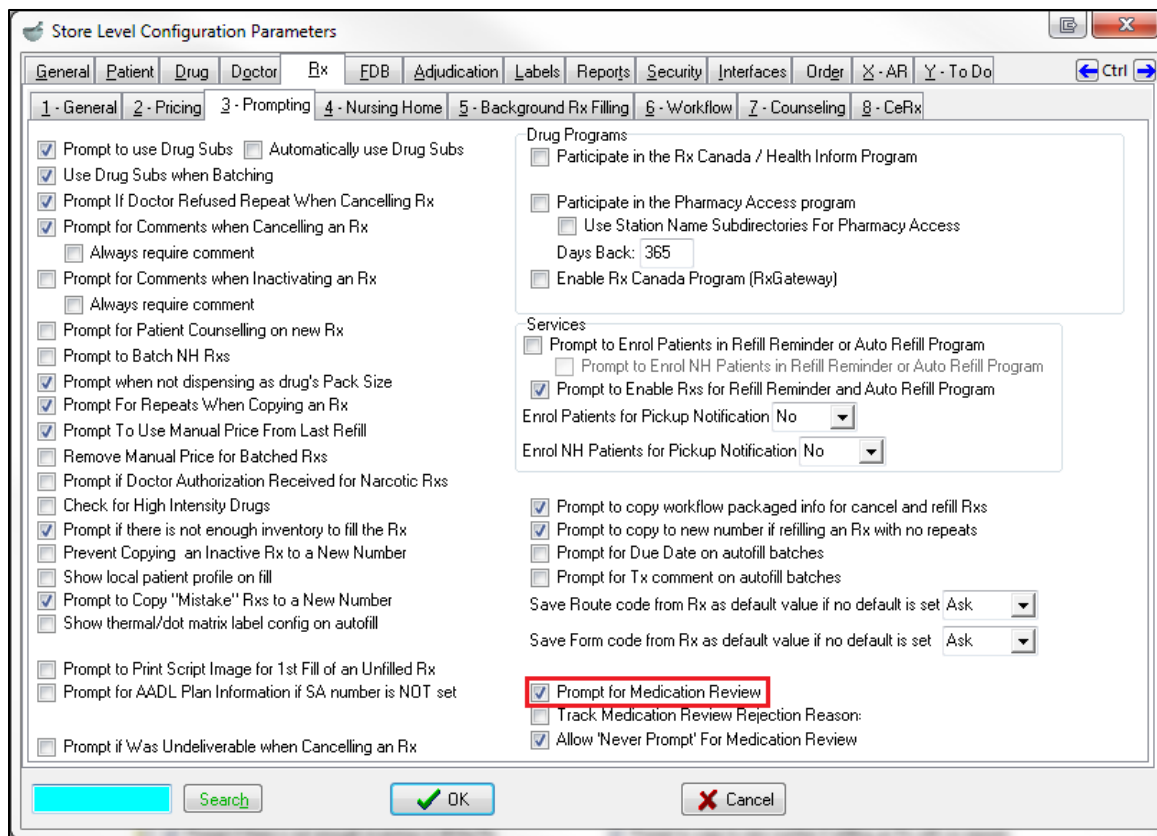 Store Level Configuration Parameters
General Patient Drug Doctor Rx FDB Adjudication Labels Reports Security Interfaces Order X - AR Y - To Do Ctrl
1 - General 2 - Pricing 3 - Prompting 4 - Nursing Home 5 - Background Rx Filling 6 - Workflow 7 - Counseling 8 - CeRx
Prompt to use Drug Subs Automatically use Drug Subs
Use Drug Subs when Batching
Prompt If Doctor Refused Repeat When Cancelling Rx
Prompt for Comments when Cancelling an Rx
Always require comment
Prompt for Comments when Inactivating an Rx
Always require comment
Prompt for Patient Counselling on new Rx
Prompt to Batch NH Rxs
Prompt when not dispensing as drug's Pack Size
Prompt For Repeats When Copying an Rx
Prompt To Use Manual Price From Last Refill
Remove Manual Price for Batched Rxs
Prompt if Doctor Authorization Received for Narcotic Rxs
Check for High Intensity Drugs
Prompt if there is not enough inventory to fill the Rx
Prevent Copying an Inactive Rx to a New Number
Show local patient profile on fill
Prompt to Copy "Mistake" Rxs to a New Number
Show thermal/dot matrix label config on autofill
Prompt to Print Script Image for 1st Fill of an Unfilled Rx
Prompt for AADL Plan Information if SA number is NOT set
Prompt if Was Undeliverable when Cancelling an Rx
Drug Programs
Participate in the Rx Canada / Health Inform Program
Participate in the Pharmacy Access program
Use Station Name Subdirectories For Pharmacy Access
Days Back: 365
Enable Rx Canada Program (RxGateway)
Services
Prompt to Enrol Patients in Refill Reminder or Auto Refill Program
Prompt to Enrol NH Patients in Refill Reminder or Auto Refill Program
Prompt to Enable Rxs for Refill Reminder and Auto Refill Program
Enrol Patients for Pickup Notification No
Enrol NH Patients for Pickup Notification No
Prompt to copy workflow packaged info for cancel and refill Rxs
Prompt to copy to new number if refilling an Rx with no repeats
Prompt for Due Date on autofill batches
Prompt for Tx comment on autofill batches
Save Route code from Rx as default value if no default is set Ask
Save Form code from Rx as default value if no default is set Ask
Prompt for Medication Review
Track Medication Review Rejection Reason:
Allow 'Never Prompt' For Medication Review
Search OK Cancel